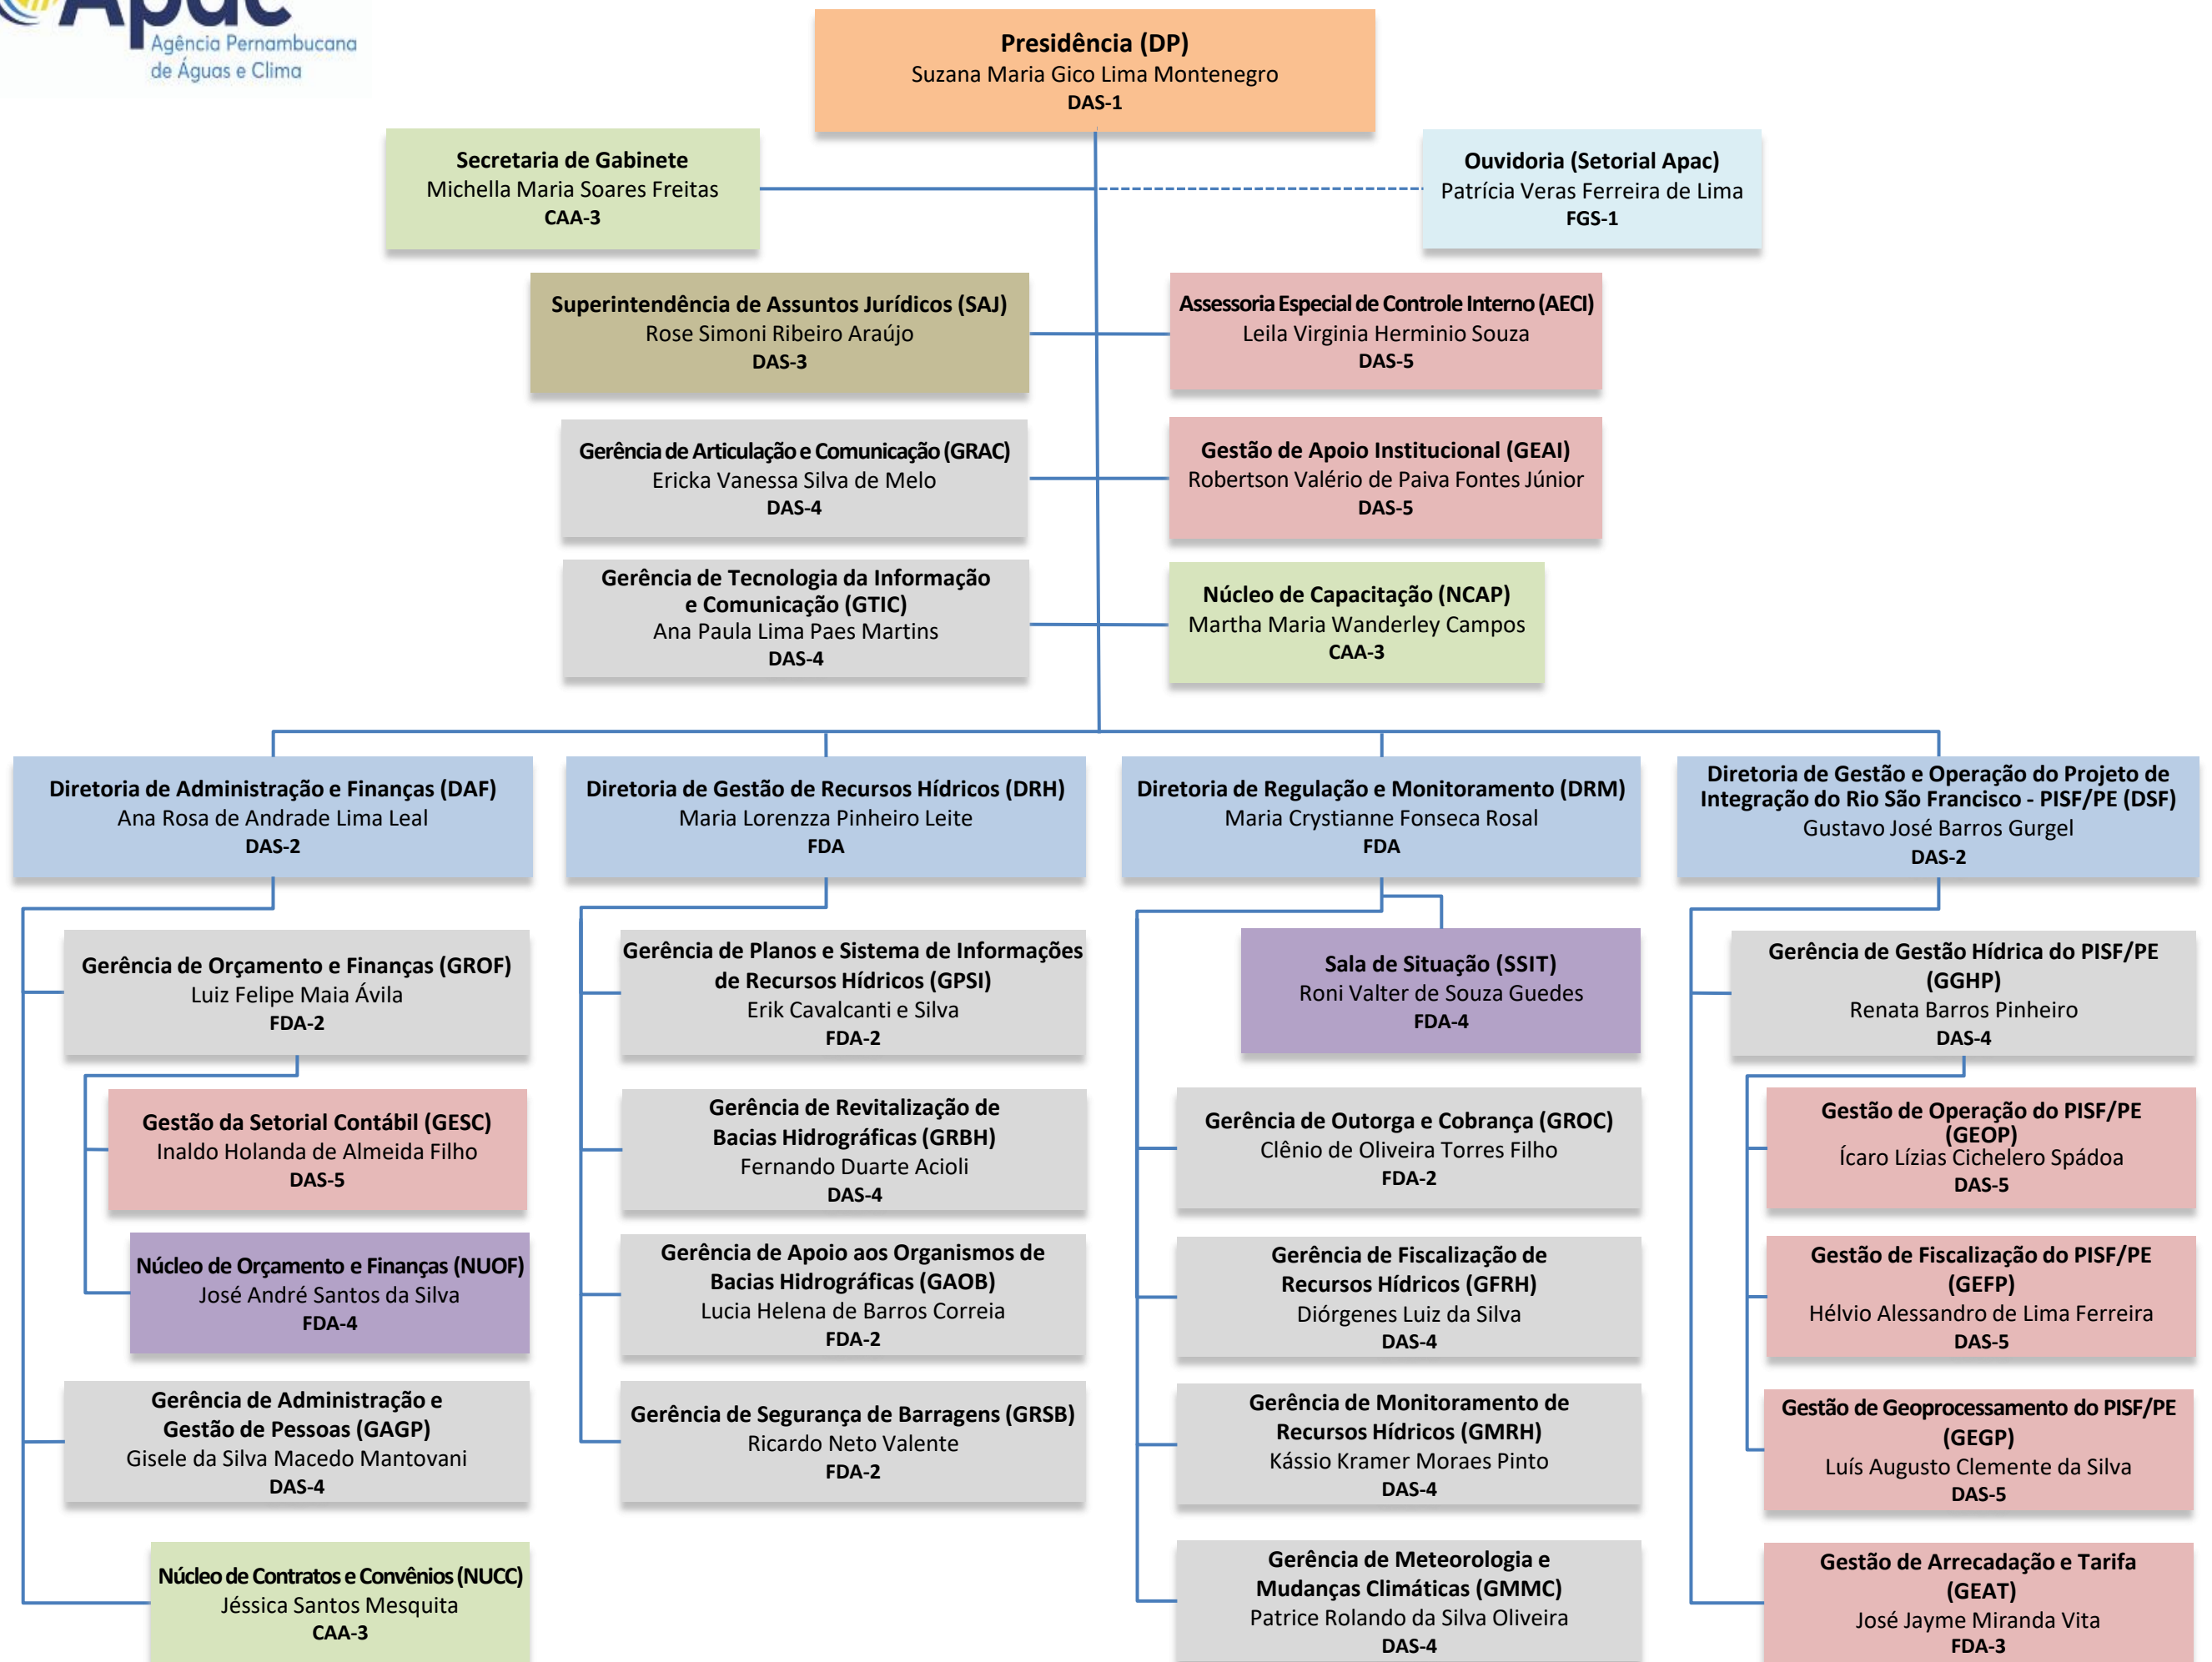 Apac
Agência Pernambucana
de Águas e Clima
Presidência (DP)
Suzana Maria Gico Lima Montenegro
DAS-1
Secretaria de Gabinete
Michella Maria Soares Freitas
CAA-3
Ouvidoria (Setorial Apac)
Patrícia Veras Ferreira de Lima
FGS-1
Superintendência de Assuntos Jurídicos (SAJ)
Rose Simoni Ribeiro Araújo
DAS-3
Assessoria Especial de Controle Interno (AECI)
Leila Virginia Herminio Souza
DAS-5
Gerência de Articulação e Comunicação (GRAC)
Ericka Vanessa Silva de Melo
DAS-4
Gestão de Apoio Institucional (GEAI)
Robertson Valério de Paiva Fontes Júnior
DAS-5
Gerência de Tecnologia da Informação
e Comunicação (GTIC)
Ana Paula Lima Paes Martins
DAS-4
Núcleo de Capacitação (NCAP)
Martha Maria Wanderley Campos
CAA-3
Diretoria de Administração e Finanças (DAF)
Ana Rosa de Andrade Lima Leal
DAS-2
Gerência de Orçamento e Finanças (GROF)
Luiz Felipe Maia Ávila
FDA-2
Gestão da Setorial Contábil (GESC)
Inaldo Holanda de Almeida Filho
DAS-5
Núcleo de Orçamento e Finanças (NUOF)
José André Santos da Silva
FDA-4
Gerência de Administração e
Gestão de Pessoas (GAGP)
Gisele da Silva Macedo Mantovani
DAS-4
Núcleo de Contratos e Convênios (NUCC)
Jéssica Santos Mesquita
CAA-3
Diretoria de Gestão de Recursos Hídricos (DRH)
Maria Lorenzza Pinheiro Leite
FDA
Gerência de Planos e Sistema de Informações
de Recursos Hídricos (GPSI)
Erik Cavalcanti e Silva
FDA-2
Gerência de Revitalização de
Bacias Hidrográficas (GRBH)
Fernando Duarte Acioli
DAS-4
Gerência de Apoio aos Organismos de
Bacias Hidrográficas (GAOB)
Lucia Helena de Barros Correia
FDA-2
Gerência de Segurança de Barragens (GRSB)
Ricardo Neto Valente
FDA-2
Diretoria de Regulação e Monitoramento (DRM)
Maria Crystianne Fonseca Rosal
FDA
Sala de Situação (SSIT)
Roni Valter de Souza Guedes
FDA-4
Gerência de Outorga e Cobrança (GROC)
Clênio de Oliveira Torres Filho
FDA-2
Gerência de Fiscalização de
Recursos Hídricos (GFRH)
Diórgenes Luiz da Silva
DAS-4
Gerência de Monitoramento de
Recursos Hídricos (GMRH)
Kássio Kramer Moraes Pinto
DAS-4
Gerência de Meteorologia e
Mudanças Climáticas (GMMC)
Patrice Rolando da Silva Oliveira
DAS-4
Diretoria de Gestão e Operação do Projeto de
Integração do Rio São Francisco - PISF/PE (DSF)
Gustavo José Barros Gurgel
DAS-2
Gerência de Gestão Hídrica do PISF/PE
(GGHP)
Renata Barros Pinheiro
DAS-4
Gestão de Operação do PISF/PE
(GEOP)
Ícaro Lízias Cichelero Spádoa
DAS-5
Gestão de Fiscalização do PISF/PE
(GEFP)
Hélvio Alessandro de Lima Ferreira
DAS-5
Gestão de Geoprocessamento do PISF/PE
(GEGP)
Luís Augusto Clemente da Silva
DAS-5
Gestão de Arrecadação e Tarifa
(GEAT)
José Jayme Miranda Vita
FDA-3